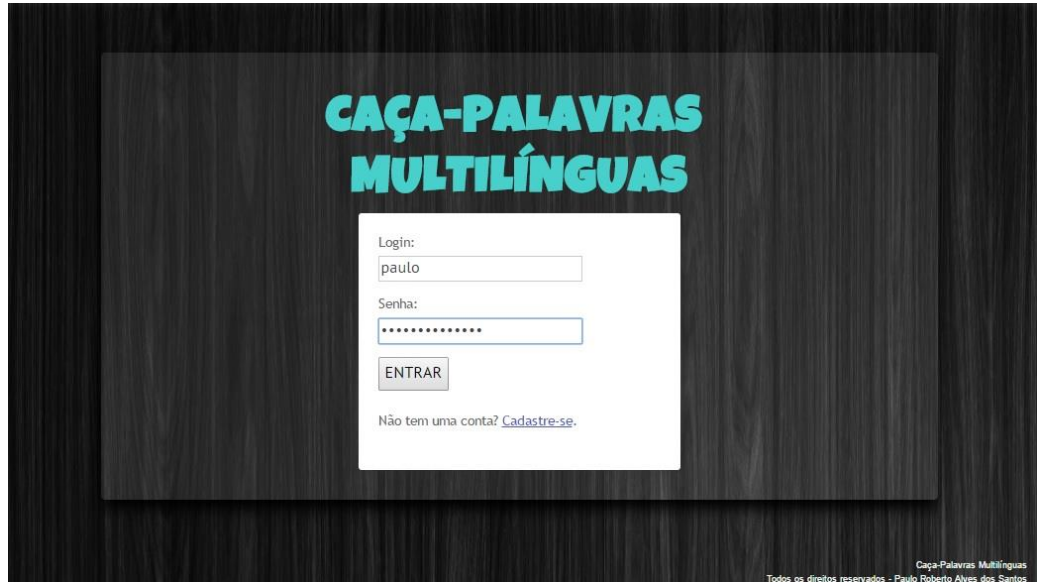 CAÇA-PALAVRAS
MULTILÍNGUAS
Login:
paulo
Senha:
••••••••••••••
ENTRAR
Não tem uma conta? Cadastre-se.
Caça-Palavras Multilínguas
Todos os direitos reservados - Paulo Roberto Alves dos Santos